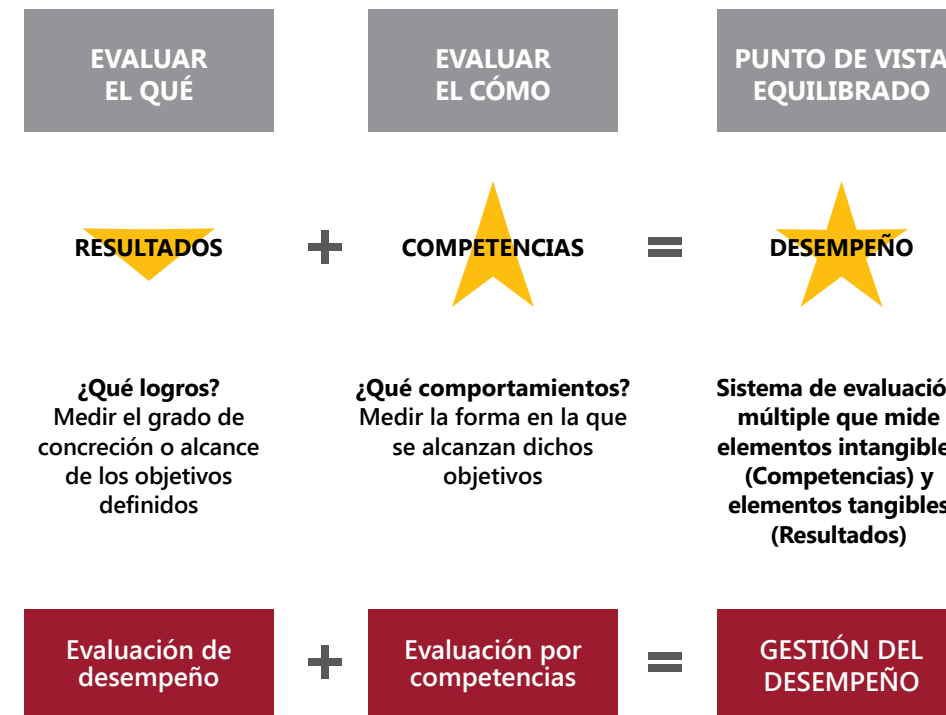 EVALUAR
EL QUÉ
EVALUAR
EL CÓMO
PUNTO DE VISTA
EQUILIBRADO
RESULTADOS
+
COMPETENCIAS
=
DESEMPEÑO
¿Qué logros?
Medir el grado de
concreción o alcance
de los objetivos
definidos
¿Qué comportamientos?
Medir la forma en la que
se alcanzan dichos
objetivos
Sistema de evaluació
múltiple que mide
elementos intangible
(Competencias) y
elementos tangibles
(Resultados)
Evaluación de
desempeño
+
Evaluación por
competencias
=
GESTIÓN DEL
DESEMPEÑO